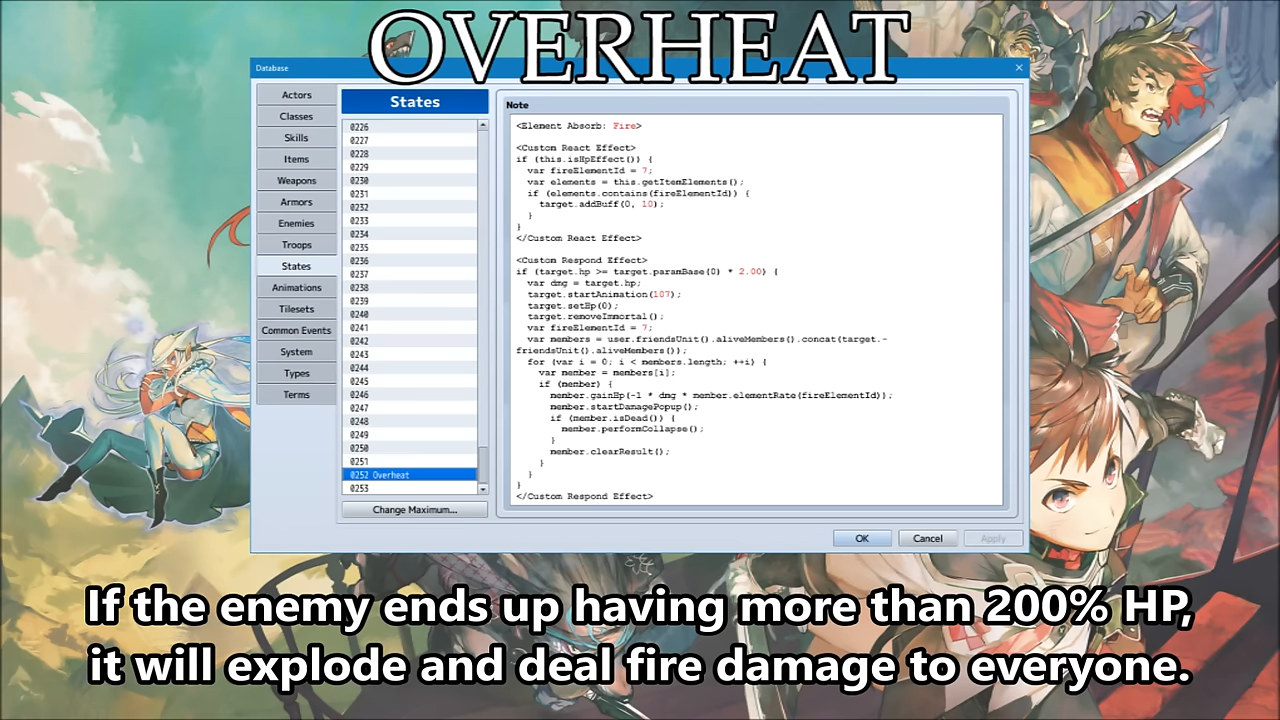 OVERHEAT
Database
Actors
Classes
Skills
Items
Weapons
Armors
Enemies
Troops
States
Animations
Tilesets
Common Events
System
Types
Terms
States
0226
0227
0228
0229
0230
0231
0232
0233
0234
0235
0236
0237
0238
0239
0240
0241
0242
0243
0244
0245
0246
0247
0248
0249
0250
0251
0252 Overheat
0253
Change Maximum...
Note
<Element Absorb: Fire>
<Custom React Effect>
if (this.isHpEffect()) {
var fireElementId = 7;
var elements = this.getItemElements();
if (elements.contains(fireElementId)) {
target.addBuff(0, 10);
}
}
</Custom React Effect>
<Custom Respond Effect>
if (target.hp >= target.paramBase(0) * 2.00) {
var dmg = target.hp;
target.startAnimation(107);
target.setHp(0);
target.removeImmortal();
var fireElementId = 7;
var members = user.friendsUnit().aliveMembers().concat(target.-
friendsUnit().aliveMembers());
for (var i = 0; i < members.length; ++i) {
var member = members[i];
if (member) {
member.gainHp(-1 * dmg * member.elementRate(fireElementId));
member.startDamagePopup();
if (member.isDead()) {
member.performCollapse();
}
member.clearResult();
}
}
}
</Custom Respond Effect>
OK
Cancel
Apply
If the enemy ends up having more than 200% HP,
it will explode and deal fire damage to everyone.